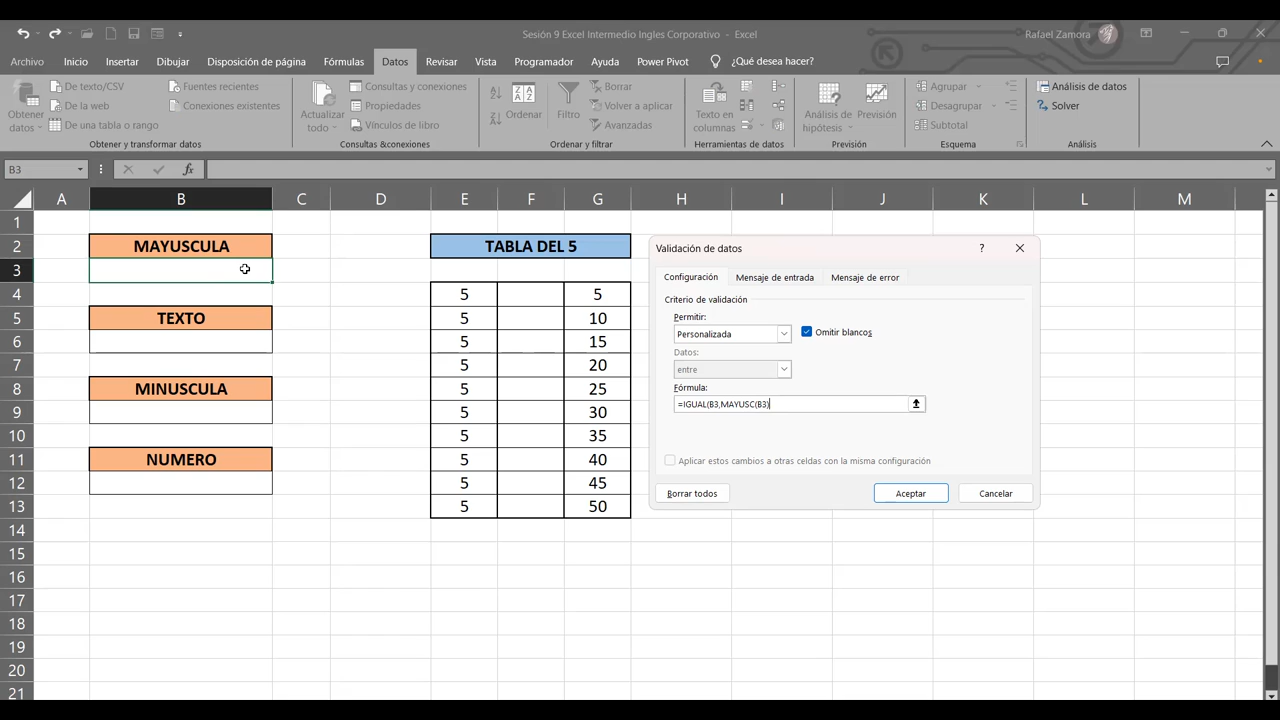 Sesión 9 Excel Intermedio Ingles Corporativo - Excel
Rafael Zamora
Archivo Inicio Insertar Dibujar Disposición de página Fórmulas Datos Revisar Vista Programador Ayuda Power Pivot ¿Qué desea hacer?
Obtener datos
De texto/CSV
De la web
De una tabla o rango
Fuentes recientes
Conexiones existentes
Obtener y transformar datos
Actualizar todo
Consultas y conexiones
Propiedades
Vínculos de libro
Consultas &conexiones
Ordenar
Filtro
Borrar
Volver a aplicar
Avanzadas
Ordenar y filtrar
Texto en columnas
Herramientas de datos
Análisis de hipótesis
Previsión
Previsión
Agrupar
Desagrupar
Subtotal
Esquema
Análisis de datos
Solver
Análisis
B3 fx
A B C D E F G H I J K L M
1
2 MAYUSCULA TABLA DEL 5
3
4 5 5
5 TEXTO 5 10
6 5 15
7 5 20
8 MINUSCULA 5 25
9 5 30
10 5 35
11 NUMERO 5 40
12 5 45
13 5 50
14
15
16
17
18
19
20
21
Validación de datos ?
Configuración Mensaje de entrada Mensaje de error
Criterio de validación
Permitir:
Personalizada Omitir blancos
Datos:
entre
Fórmula:
=IGUAL(B3,MAYUSC(B3)
Aplicar estos cambios a otras celdas con la misma configuración
Borrar todos Aceptar Cancelar